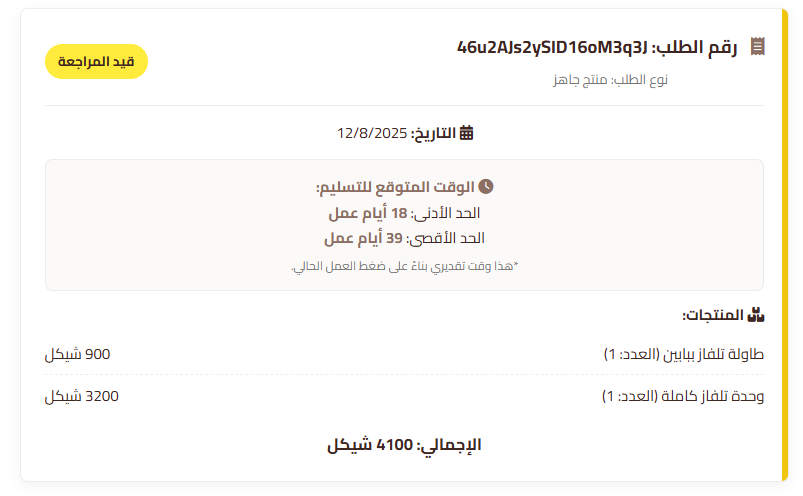 رقم الطلب: 46u2AJs2ySlD16oM3q3J
قيد المراجعة
نوع الطلب: منتج جاهز
التاريخ: 12/8/2025
الوقت المتوقع للتسليم:
الحد الأدنى: 18 أيام عمل
الحد الأقصى: 39 أيام عمل
*هذا وقت تقديري بناءً على ضغط العمل الحالي.
المنتجات:
طاولة تلفاز ببابين (العدد: 1) 900 شيكل
وحدة تلفاز كاملة (العدد: 1) 3200 شيكل
الإجمالي: 4100 شيكل